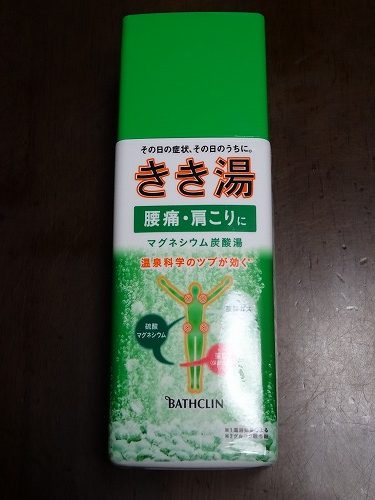 その日の症状、その日のうちに。
きき湯
腰痛・肩こりに
マグネシウム炭酸湯
温泉科学のツブが効く
硫酸
マグネシウム
BATHCLIN